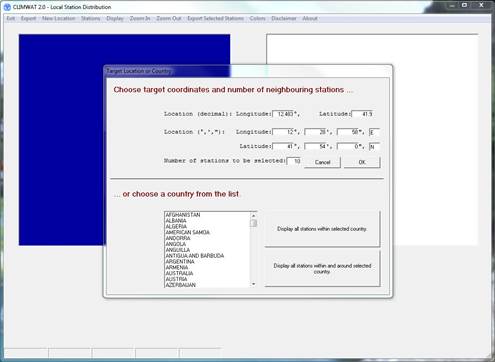 CLIMWAT 2.0 - Local Station Distribution
Exit Export New Location Stations Display Zoom In Zoom Out Export Selected Stations Colors Disclaimer About
Target Location or Country
Choose target coordinates and number of neighbouring stations ...
Location (decimal): Longitude: 12.483 °, Latitude: 41.9
Location (°,',"): Longitude: 12 °, 28 ', 58 ", E
Latitude: 41 °, 54 ', 0 ", N
Number of stations to be selected: 10 Cancel OK
... or choose a country from the list.
AFGHANISTAN
ALBANIA
ALGERIA
AMERICAN SAMOA
ANDORRA
ANGOLA
ANGUILLA
ANTIGUA AND BARBUDA
ARGENTINA
ARMENIA
AUSTRALIA
AUSTRIA
AZERBAIJAN
Display all stations within selected country.
Display all stations within and around selected
country.